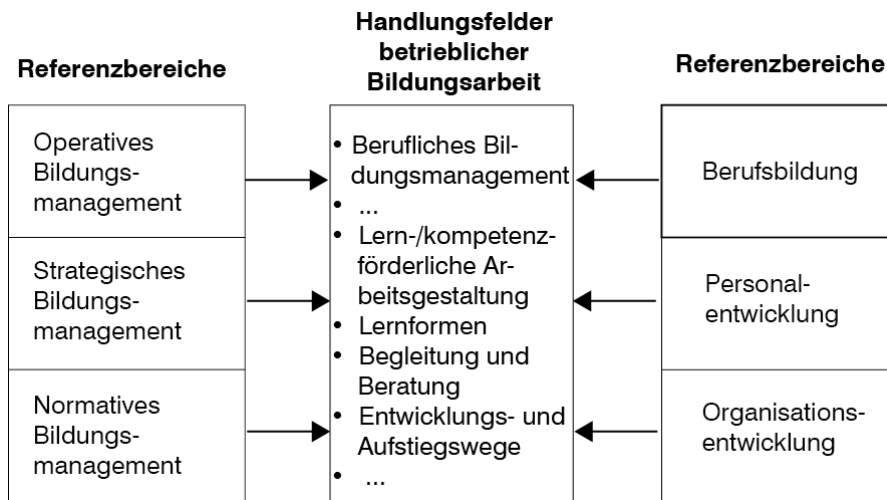 Referenzbereiche
Operatives
Bildungs-
management
Strategisches
Bildungs-
management
Normatives
Bildungs-
management
Handlungsfelder
betrieblicher
Bildungsarbeit
• Berufliches Bil-
dungsmanagement
• ...
• Lern-/kompetenz-
förderliche Ar-
beitsgestaltung
• Lernformen
• Begleitung und
Beratung
• Entwicklungs- und
Aufstiegswege
• ...
Referenzbereiche
Berufsbildung
Personal-
entwicklung
Organisations-
entwicklung